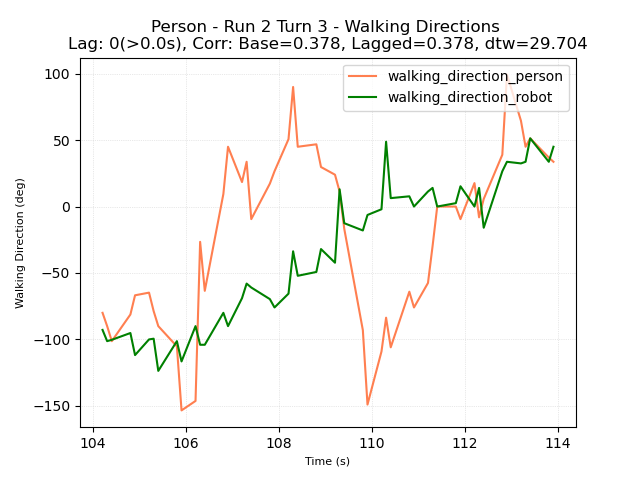 Person - Run 2 Turn 3 - Walking Directions
Lag: 0(>0.0s), Corr: Base=0.378, Lagged=0.378, dtw=29.704
walking_direction_person
walking_direction_robot
Walking Direction (deg)
100
50
0
−50
−100
−150
104 106 108 110 112 114
Time (s)